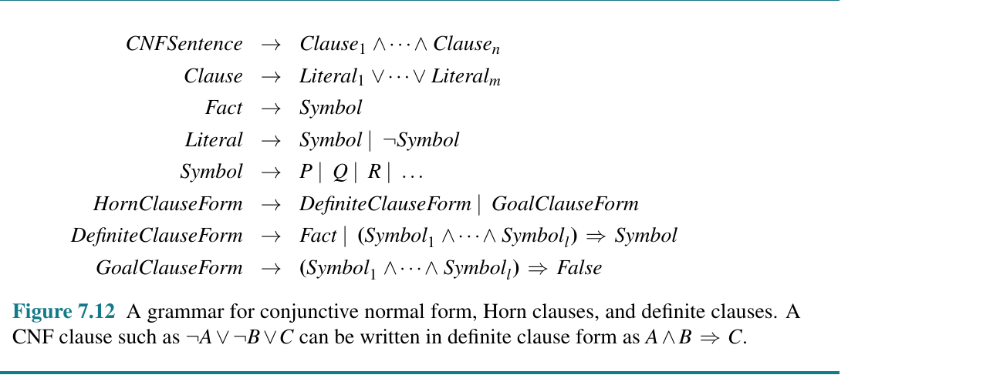 CNFSentence → Clause₁ ∧ ··· ∧ Clauseₙ
Clause → Literal₁ ∨ ··· ∨ Literalₘ
Fact → Symbol
Literal → Symbol | ¬Symbol
Symbol → P | Q | R | ...
HornClauseForm → DefiniteClauseForm | GoalClauseForm
DefiniteClauseForm → Fact | (Symbol₁ ∧ ··· ∧ Symbolₗ) ⇒ Symbol
GoalClauseForm → (Symbol₁ ∧ ··· ∧ Symbolₗ) ⇒ False
Figure 7.12 A grammar for conjunctive normal form, Horn clauses, and definite clauses. A
CNF clause such as ¬A ∨ ¬B ∨ C can be written in definite clause form as A ∧ B ⇒ C.